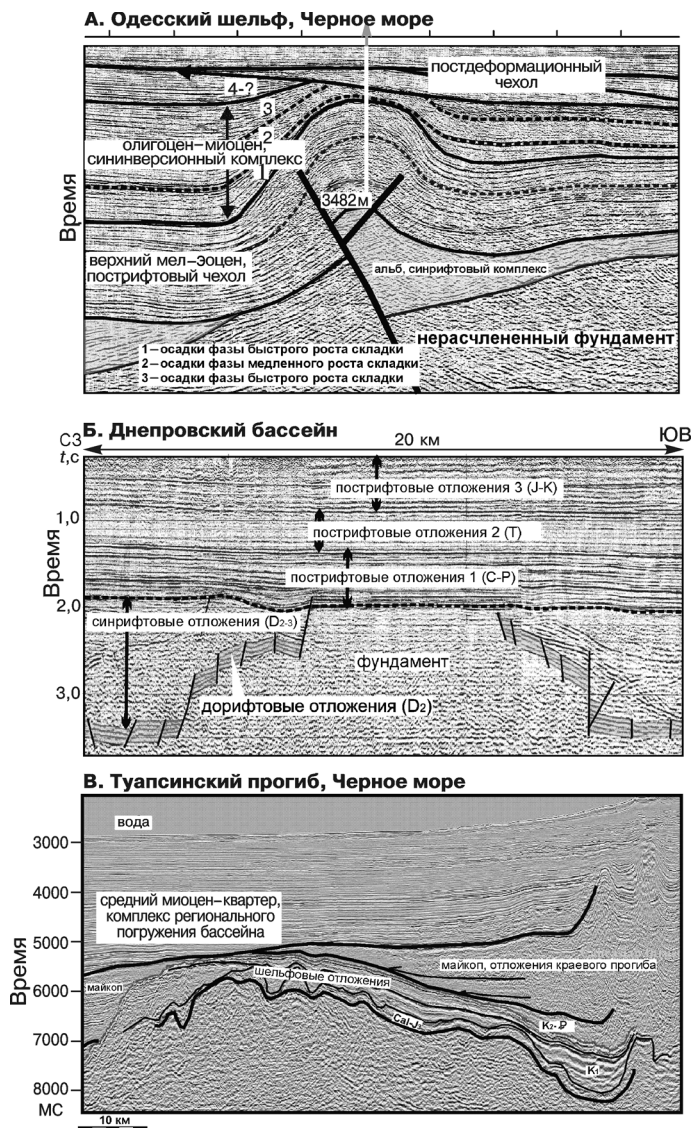 А. Одесский шельф, Черное море
постдеформационный
чехол
4-?
3
олигоцен–миоцен,
2
сининверсионный комплекс
1
Время
3482м
верхний мел-эоцен,
пострифтовый чехол
альб, синрифтовый комплекс
нерасчлененный фундамент
1–осадки фазы быстрого роста складки
2–осадки фазы медленного роста складки
3–осадки фазы быстрого роста складки
Б. Днепровский бассейн
СЗ
20 км
ЮВ
t,c
пострифтовые отложения 3 (J-K)
1,0
пострифтовые отложения 2 (T)
Время
пострифтовые отложения 1 (C-P)
2,0
синрифтовые отложения (D2-3)
фундамент
3,0
дорифтовые отложения (D2)
В. Туапсинский прогиб, Черное море
вода
3000
4000
средний миоцен–квартер,
комплекс регионального
погружения бассейна
5000
Время
майкоп, отложения краевого прогиба
шельфовые отложения
майкоп
6000
Cal-J3
K2-₽
7000
K1
8000
МС
10 км